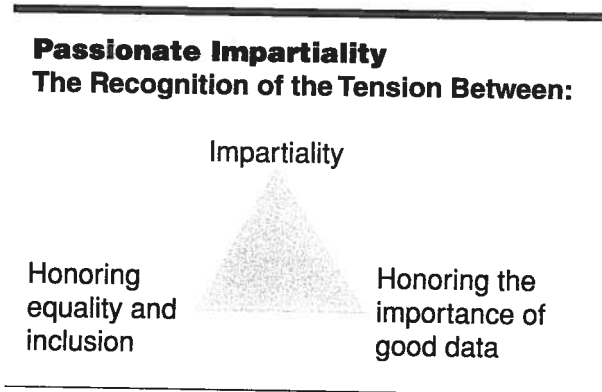 Passionate Impartiality
The Recognition of the Tension Between:
Impartiality
Honoring
equality and
inclusion
Honoring the
importance of
good data